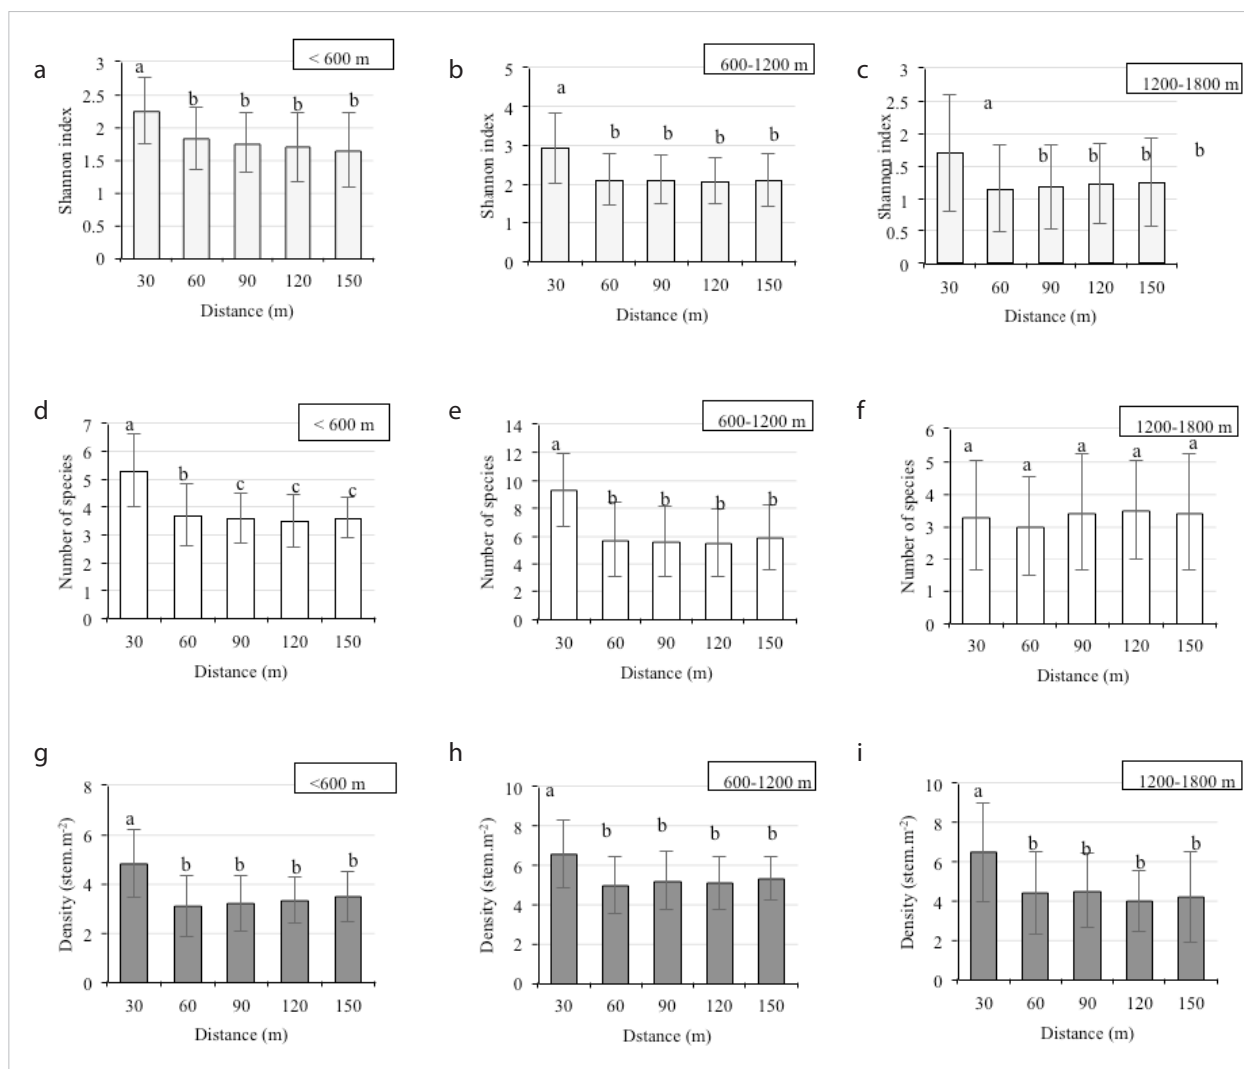 a
< 600 m
3
2.5
2
1.5
1
0.5
0
Shannon index
a
b
b
b
b
30 60 90 120 150
Distance (m)
b
600-1200 m
5
4
3
2
1
0
Shannon index
a
b
b
b
b
30 60 90 120 150
Distance (m)
c
1200-1800 m
3
2.5
2
1.5
1
0.5
0
Shannon index
a
b
b
b
b
30 60 90 120 150
Distance (m)
d
< 600 m
7
6
5
4
3
2
1
0
Number of species
a
b
c
c
c
30 60 90 120 150
Distance (m)
e
600-1200 m
14
12
10
8
6
4
2
0
Number of species
a
b
b
b
b
30 60 90 120 150
Distance (m)
f
1200-1800 m
6
5
4
3
2
1
0
Number of species
a
a
a
a
a
30 60 90 120 150
Distance (m)
g
<600 m
8
6
4
2
0
Density (stem.m-2)
a
b
b
b
b
30 60 90 120 150
Distance (m)
h
600-1200 m
10
8
6
4
2
0
Density (stem.m-2)
a
b
b
b
b
30 60 90 120 150
Dstance (m)
i
1200-1800 m
10
8
6
4
2
0
Density (stem.m-2)
a
b
b
b
b
30 60 90 120 150
Distance (m)